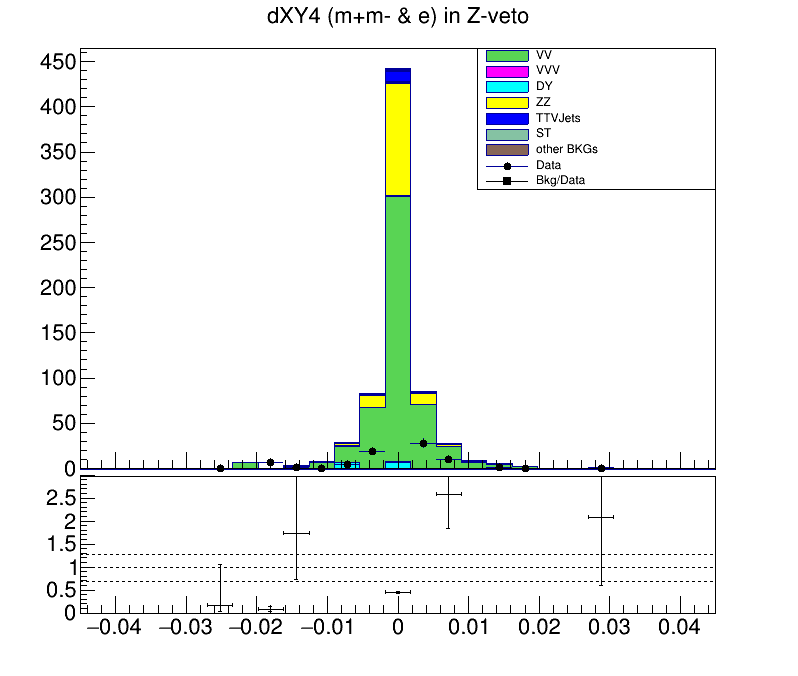 dXY4 (m+m- & e) in Z-veto
450
400
350
300
250
200
150
100
50
0
VV
VVV
DY
ZZ
TTVJets
ST
other BKGs
Data
Bkg/Data
2.5
2
1.5
1
0.5
0
−0.04 −0.03 −0.02 −0.01 0 0.01 0.02 0.03 0.04